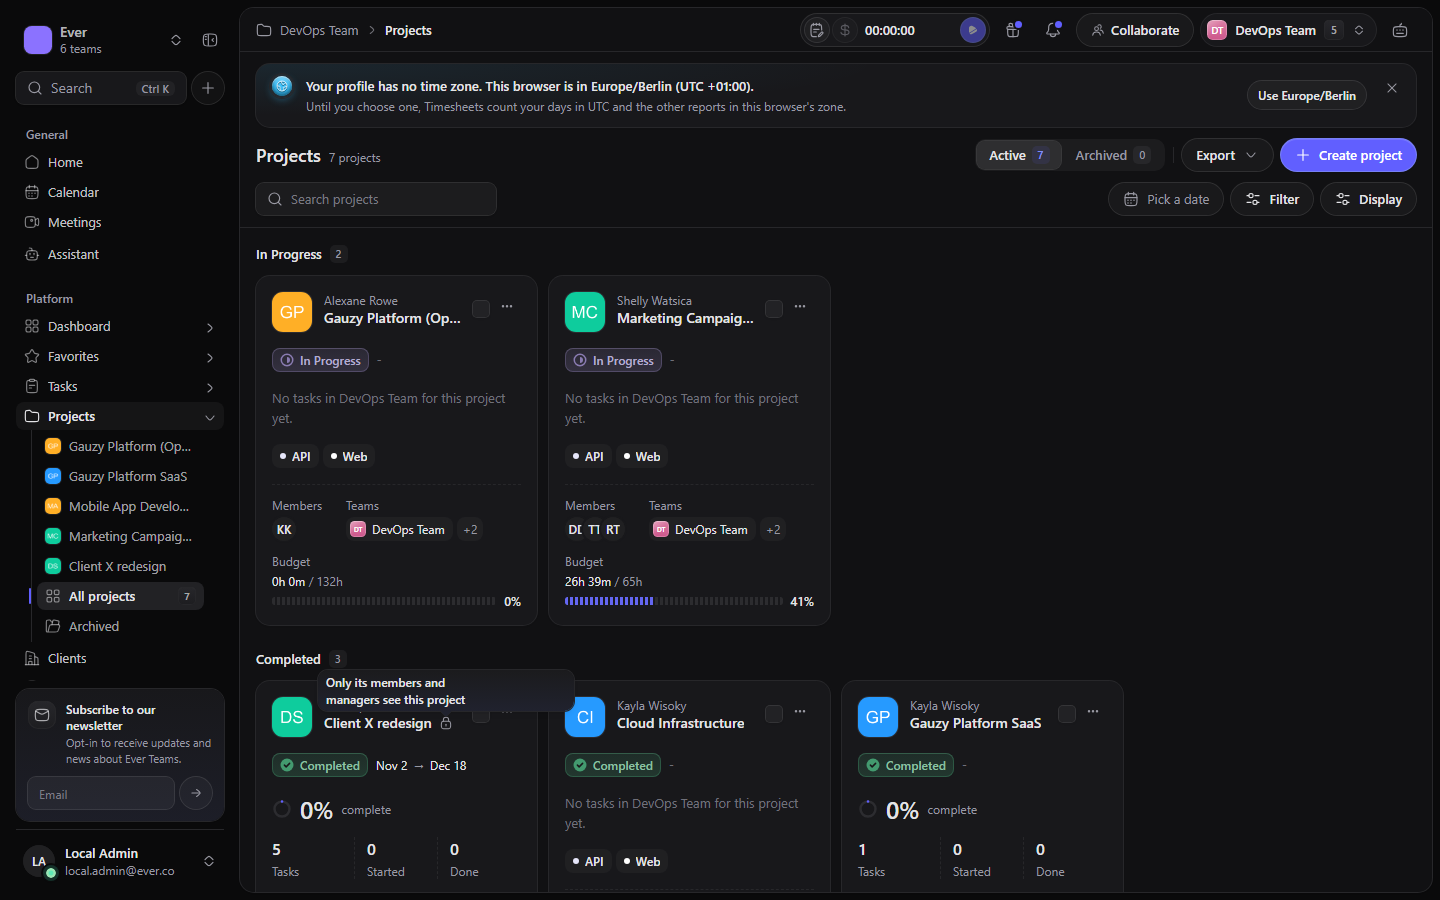 Ever
6 teams
Search
Ctrl K
General
Home
Calendar
Meetings
Assistant
Platform
Dashboard
Favorites
Tasks
Projects
GP Gauzy Platform (Op...
GP Gauzy Platform SaaS
MA Mobile App Develo...
MC Marketing Campaig...
DS Client X redesign
All projects 7
Archived
Clients
Subscribe to our
newsletter
Opt-in to receive updates and
news about Ever Teams.
Email
LA
Local Admin
local.admin@ever.co
DevOps Team
Projects
$
00:00:00
Collaborate
DT DevOps Team 5
Your profile has no time zone. This browser is in Europe/Berlin (UTC +01:00).
Until you choose one, Timesheets count your days in UTC and the other reports in this browser's zone.
Use Europe/Berlin
Projects 7 projects
Active 7
Archived 0
Export
Create project
Search projects
Pick a date
Filter
Display
In Progress 2
GP
Alexane Rowe
Gauzy Platform (Op...
In Progress -
No tasks in DevOps Team for this project
yet.
API
Web
Members
Teams
KK
DT DevOps Team +2
Budget
0h 0m / 132h
0%
MC
Shelly Watsica
Marketing Campaig...
In Progress -
No tasks in DevOps Team for this project
yet.
API
Web
Members
Teams
RT
DT DevOps Team +2
Budget
26h 39m / 65h
41%
Completed 3
Only its members and
managers see this project
DS
Client X redesign
Completed Nov 2 → Dec 18
0% complete
5 0 0
Tasks Started Done
CI
Kayla Wisoky
Cloud Infrastructure
Completed -
No tasks in DevOps Team for this project
yet.
API
Web
GP
Kayla Wisoky
Gauzy Platform SaaS
Completed -
0% complete
1 0 0
Tasks Started Done